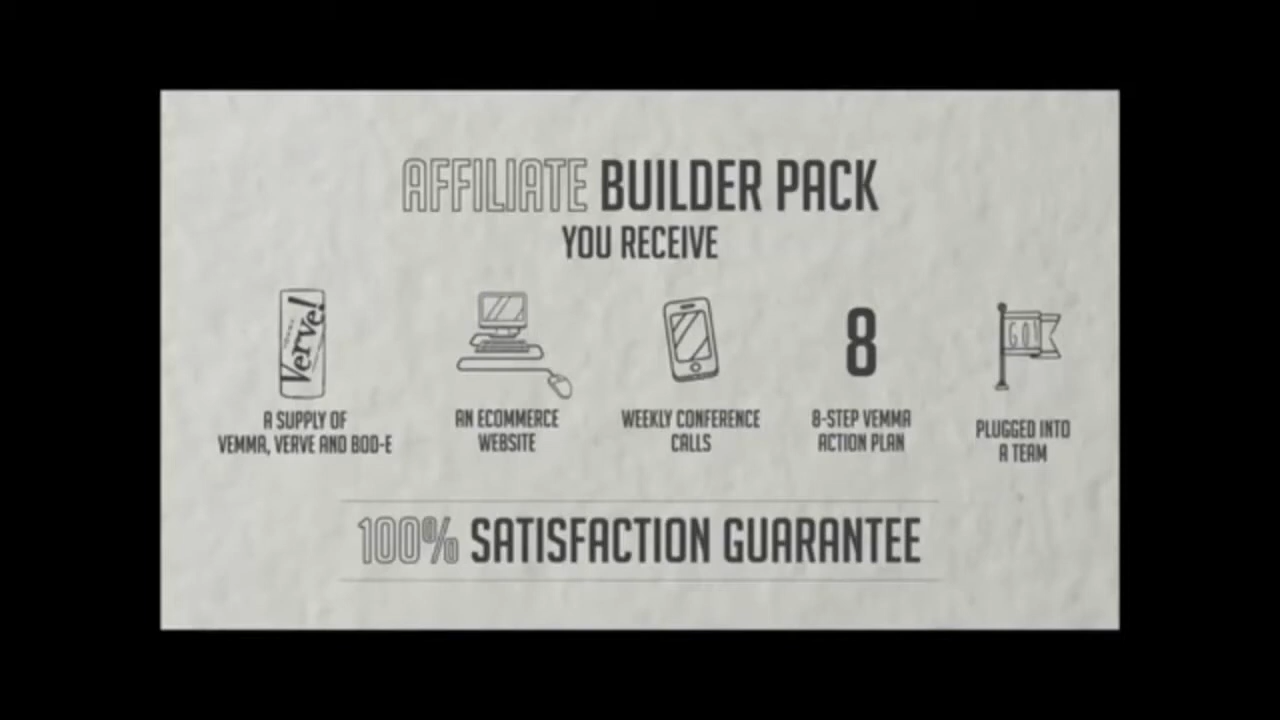 AFFILIATE BUILDER PACK
YOU RECEIVE
Verve!
GO!
8
A SUPPLY OF
VEMMA, VERVE AND BOD-E
AN ECOMMERCE
WEBSITE
WEEKLY CONFERENCE
CALLS
8-STEP VEMMA
ACTION PLAN
PLUGGED INTO
A TEAM
100% SATISFACTION GUARANTEE